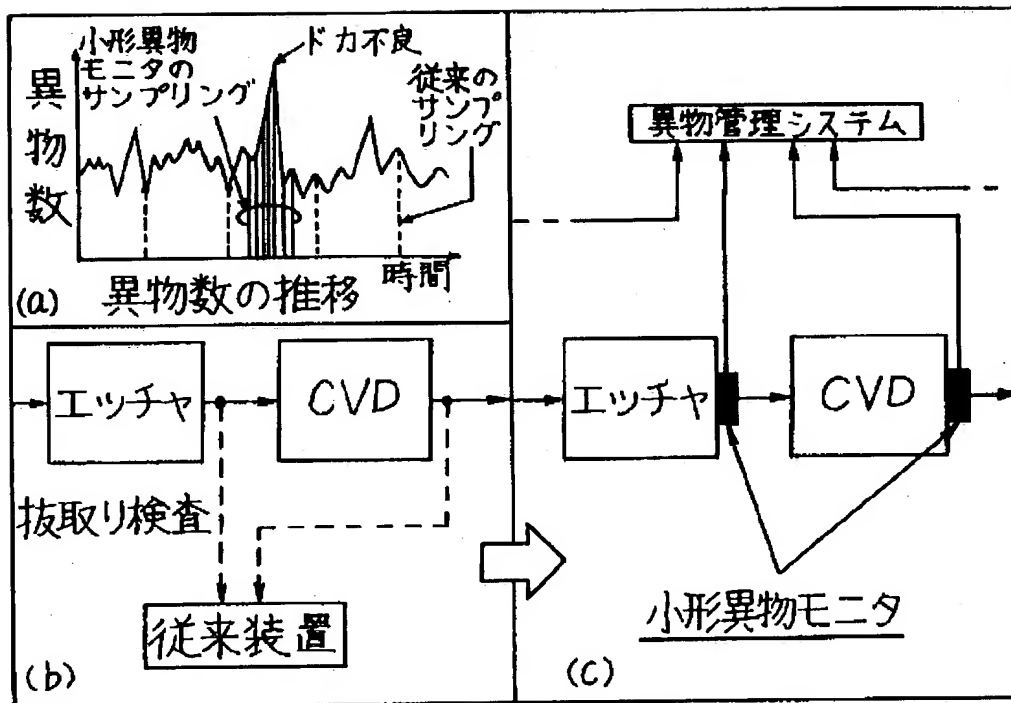 小形異物
モニタの
サンプリング
ドカ不良
従来の
サンプ
リング
異物数
時間
(a) 異物数の推移
エッチャ
CVD
抜取り検査
従来装置
(b)
異物管理システム
エッチャ
CVD
小形異物モニタ
(c)